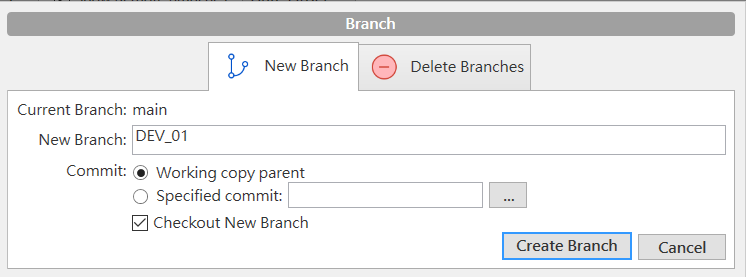 Branch
New Branch
Delete Branches
Current Branch: main
New Branch: DEV_01
Commit: Working copy parent
Specified commit: ...
Checkout New Branch
Create Branch Cancel